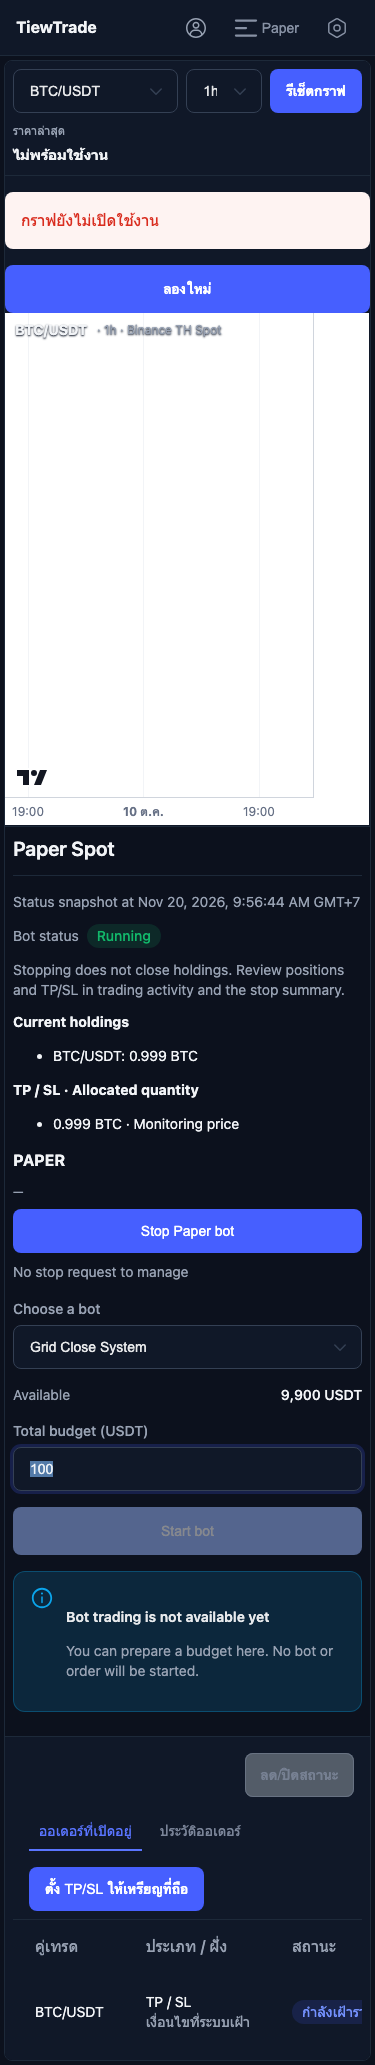 TiewTrade
Paper
BTC/USDT
1h
รีเซ็ตกราฟ
ราคาล่าสุด
ไม่พร้อมใช้งาน
กราฟยังไม่เปิดใช้งาน
ลองใหม่
BTC/USDT · 1h · Binance TH Spot
19:00
10 ต.ค.
19:00
Paper Spot
Status snapshot at Nov 20, 2026, 9:56:44 AM GMT+7
Bot status Running
Stopping does not close holdings. Review positions
and TP/SL in trading activity and the stop summary.
Current holdings
• BTC/USDT: 0.999 BTC
TP / SL · Allocated quantity
• 0.999 BTC · Monitoring price
PAPER
—
Stop Paper bot
No stop request to manage
Choose a bot
Grid Close System
Available 9,900 USDT
Total budget (USDT)
100
Start bot
Bot trading is not available yet
You can prepare a budget here. No bot or
order will be started.
ลด/ปิดสถานะ
ออเดอร์ที่เปิดอยู่ ประวัติออเดอร์
ตั้ง TP/SL ให้เหรียญที่ถือ
คู่เทรด ประเภท / ฝั่ง สถานะ
BTC/USDT
TP / SL
เงื่อนไขที่ระบบเฝ้า